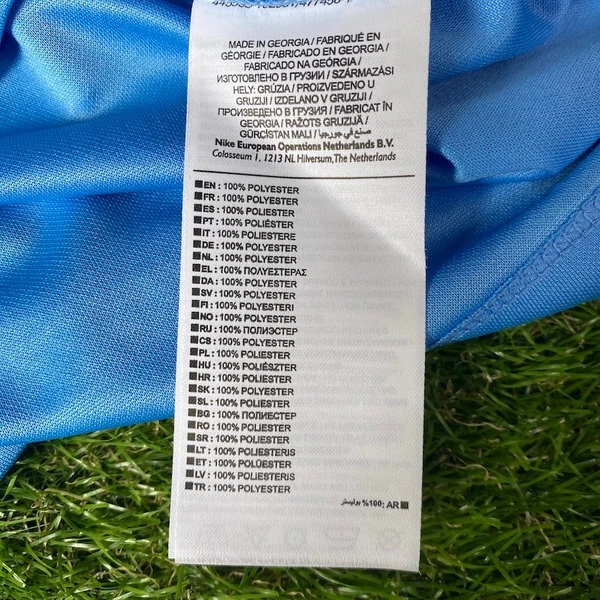 MADE IN GEORGIA / FABRIQUÉ EN
GÉORGIE / FABRICADO EN GEORGIA /
FABRICADO NA GEÓRGIA /
ИЗГОТОВЛЕНО В ГРУЗИИ / SZÁRMAZÁSI
HELY: GRÚZIA / PROIZVEDENO U
GRUZIJI / IZDELANO V GRUZIJI /
ПРОИЗВЕДЕНО В ГРУЗИЯ / FABRICAT ÎN
GEORGIA / RAŽOTS GRUZIJĀ /
GÜRCİSTAN MALI / صنع في جورجيا
Nike European Operations Netherlands B.V.
Colosseum 1, 1213 NL Hilversum, The Netherlands
EN : 100% POLYESTER
FR : 100% POLYESTER
ES : 100% POLIÉSTER
PT : 100% POLIÉSTER
IT : 100% POLIESTERE
DE : 100% POLYESTER
NL : 100% POLYESTER
EL : 100% ΠΟΛΥΕΣΤΕΡΑΣ
DA : 100% POLYESTER
SV : 100% POLYESTER
FI : 100% POLYESTERI
NO : 100% POLYESTER
RU : 100% ПОЛИЭСТЕР
CS : 100% POLYESTER
PL : 100% POLIESTER
HU : 100% POLIÉSZTER
HR : 100% POLIESTER
SK : 100% POLYESTER
SL : 100% POLIESTER
BG : 100% ПОЛИЕСТЕР
RO : 100% POLIESTER
SR : 100% POLIESTER
LT : 100% POLIESTERIS
ET : 100% POLÜESTER
LV : 100% POLIESTERIS
TR : 100% POLYESTER
AR :100% بوليستر